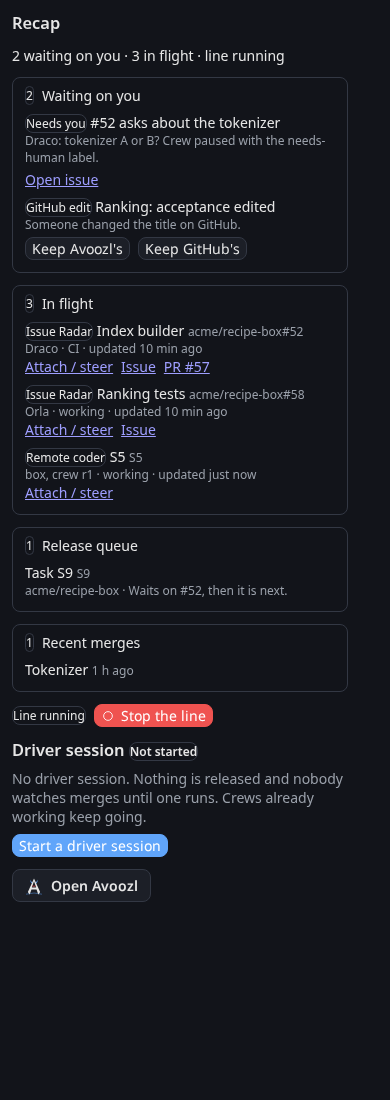 Recap
2 waiting on you · 3 in flight · line running
2 Waiting on you
Needs you #52 asks about the tokenizer
Draco: tokenizer A or B? Crew paused with the needs-
human label.
Open issue
GitHub edit Ranking: acceptance edited
Someone changed the title on GitHub.
Keep Avoozl's Keep GitHub's
3 In flight
Issue Radar Index builder acme/recipe-box#52
Draco · CI · updated 10 min ago
Attach / steer Issue PR #57
Issue Radar Ranking tests acme/recipe-box#58
Orla · working · updated 10 min ago
Attach / steer Issue
Remote coder S5 S5
box, crew r1 · working · updated just now
Attach / steer
1 Release queue
Task S9 S9
acme/recipe-box · Waits on #52, then it is next.
1 Recent merges
Tokenizer 1 h ago
Line running Stop the line
Driver session Not started
No driver session. Nothing is released and nobody
watches merges until one runs. Crews already
working keep going.
Start a driver session
Open Avoozl